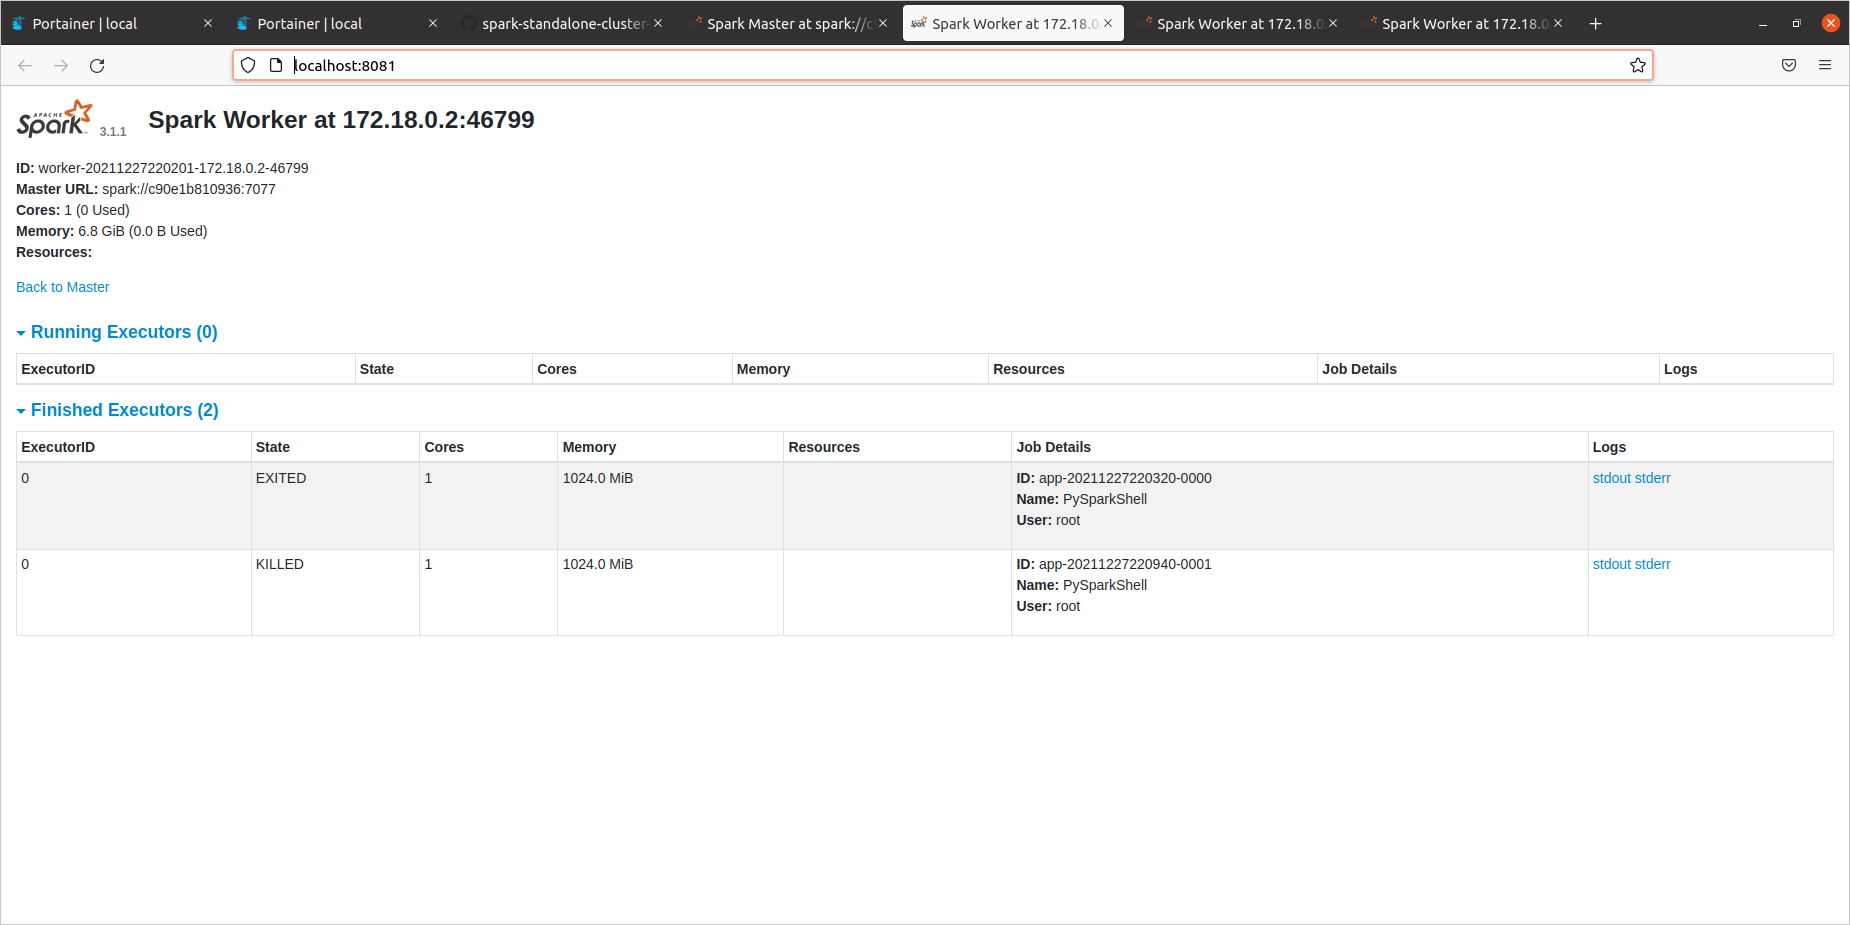 Portainer | local
Portainer | local
spark-standalone-cluster-
Spark Master at spark://c
Spark Worker at 172.18.0.
Spark Worker at 172.18.0
Spark Worker at 172.18.0.
localhost:8081
APACHE Spark 3.1.1
Spark Worker at 172.18.0.2:46799
ID: worker-20211227220201-172.18.0.2-46799
Master URL: spark://c90e1b810936:7077
Cores: 1 (0 Used)
Memory: 6.8 GiB (0.0 B Used)
Resources:
Back to Master
Running Executors (0)
ExecutorID State Cores Memory Resources Job Details Logs
Finished Executors (2)
ExecutorID State Cores Memory Resources Job Details Logs
0 EXITED 1 1024.0 MiB ID: app-20211227220320-0000 stdout stderr
Name: PySparkShell
User: root
0 KILLED 1 1024.0 MiB ID: app-20211227220940-0001 stdout stderr
Name: PySparkShell
User: root